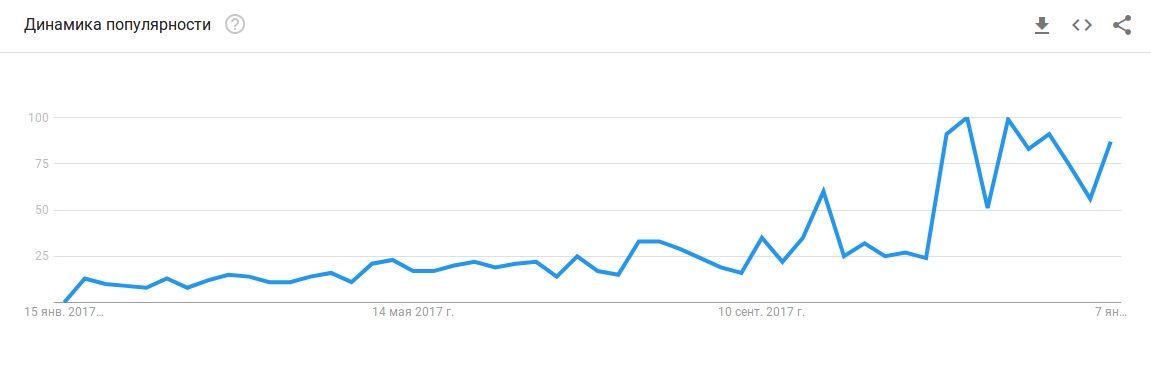 Динамика популярности ?
100
75
50
25
15 янв. 2017…
14 мая 2017 г.
10 сент. 2017 г.
7 ян…